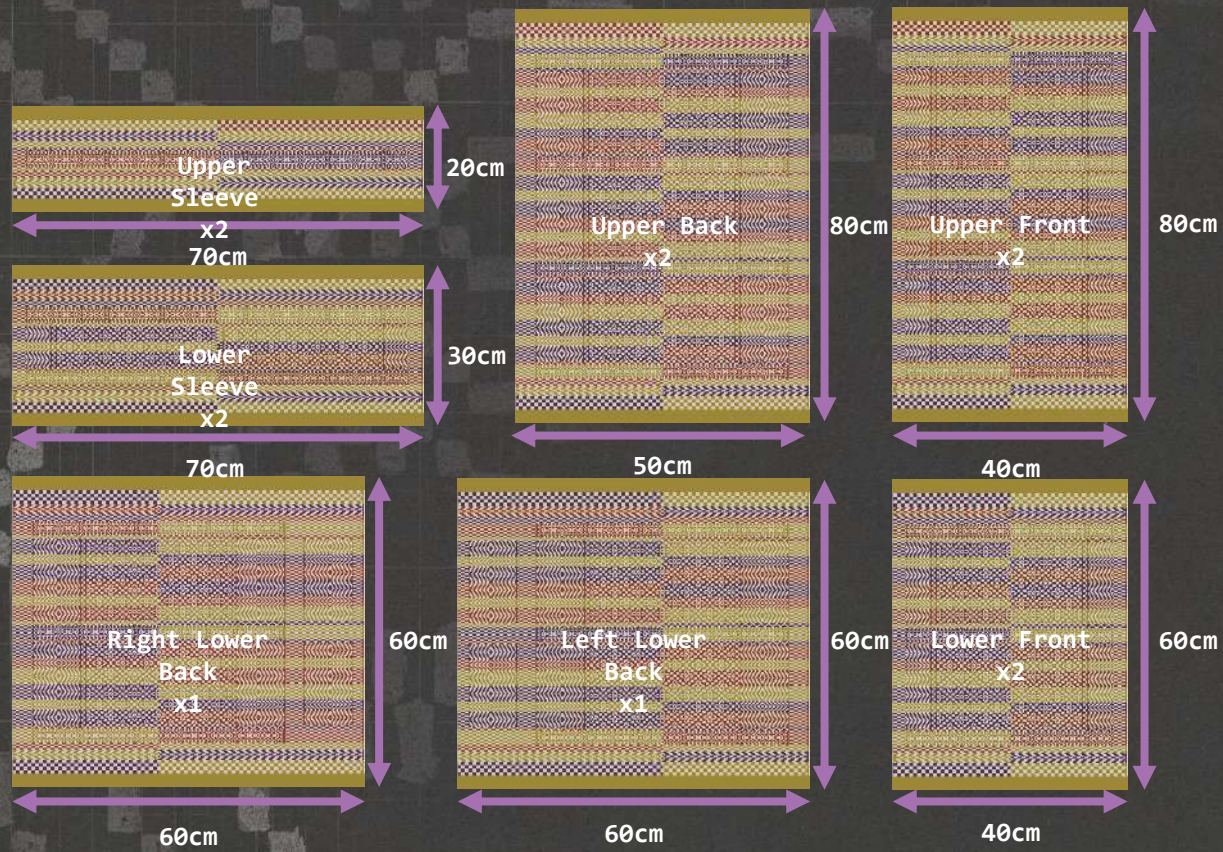 Upper
Sleeve
x2
20cm
70cm
Lower
Sleeve
x2
30cm
70cm
Upper Back
x2
80cm
50cm
Upper Front
x2
80cm
40cm
Right Lower
Back
x1
60cm
60cm
Left Lower
Back
x1
60cm
60cm
Lower Front
x2
60cm
40cm